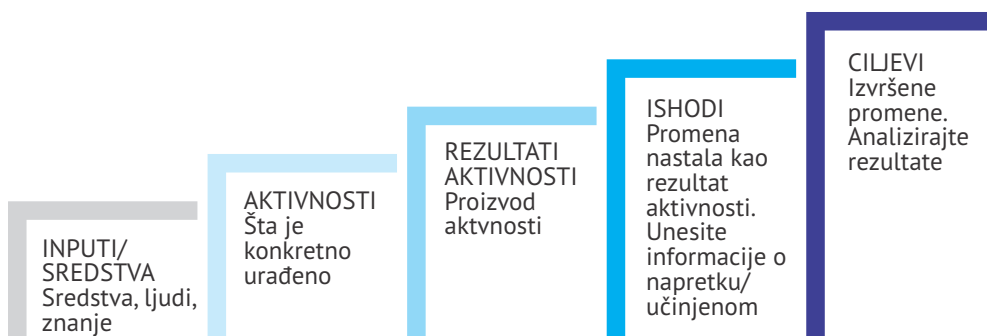 INPUTI/
SREDSTVA
Sredstva, ljudi,
znanje
AKTIVNOSTI
Šta je
konkretno
urađeno
REZULTATI
AKTIVNOSTI
Proizvod
aktvnosti
ISHODI
Promena
nastala kao
rezultat
aktivnosti.
Unesite
informacije o
napretku/
učinjenom
CILJEVI
Izvršene
promene.
Analizirajte
rezultate